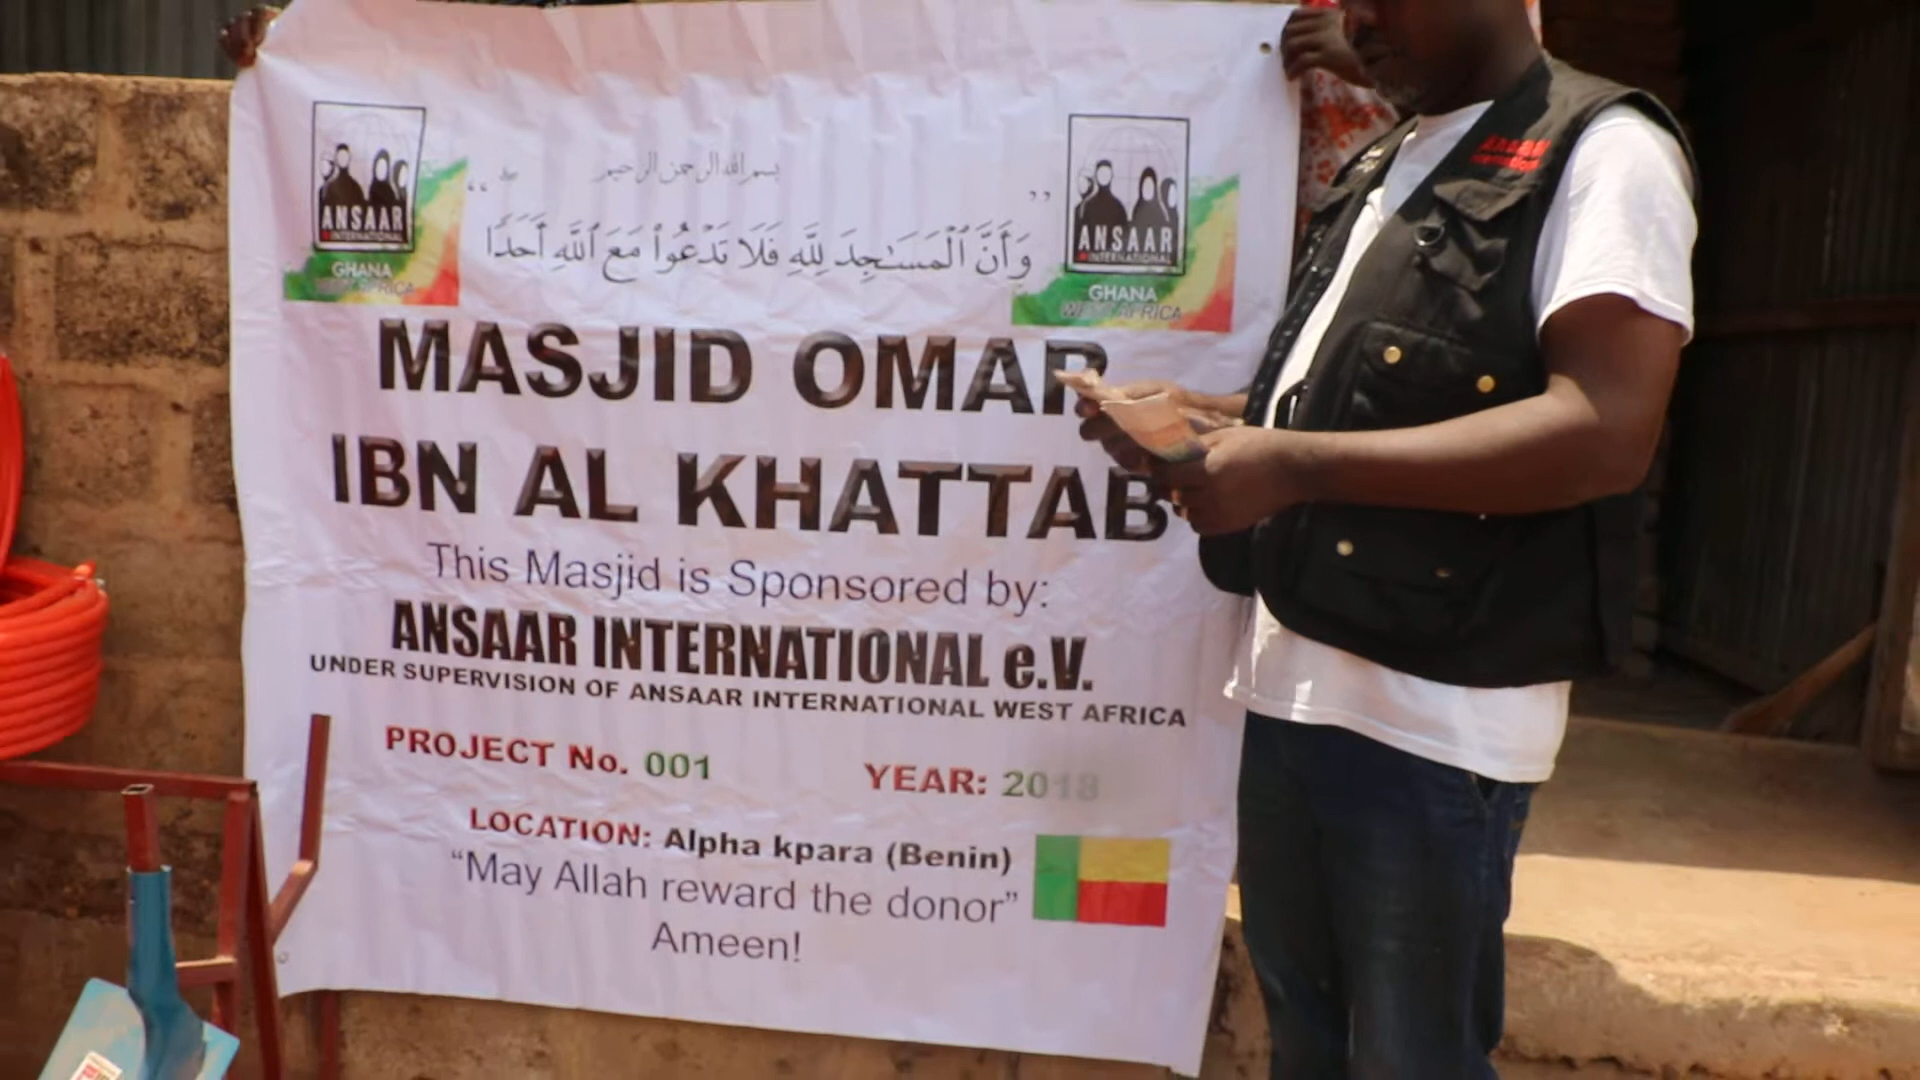 ANSAAR
INTERNATIONAL
GHANA
WEST AFRICA
بسم الله الرحمن الرحيم
وَأَنَّ ٱلْمَسَـٰجِدَ لِلَّهِ فَلَا تَدْعُوا۟ مَعَ ٱللَّهِ أَحَدًا
ANSAAR
INTERNATIONAL
GHANA
WEST AFRICA
MASJID OMAR
IBN AL KHATTAB
This Masjid is Sponsored by:
ANSAAR INTERNATIONAL e.V.
UNDER SUPERVISION OF ANSAAR INTERNATIONAL WEST AFRICA
PROJECT No. 001 YEAR: 2018
LOCATION: Alpha kpara (Benin)
“May Allah reward the donor”
Ameen!